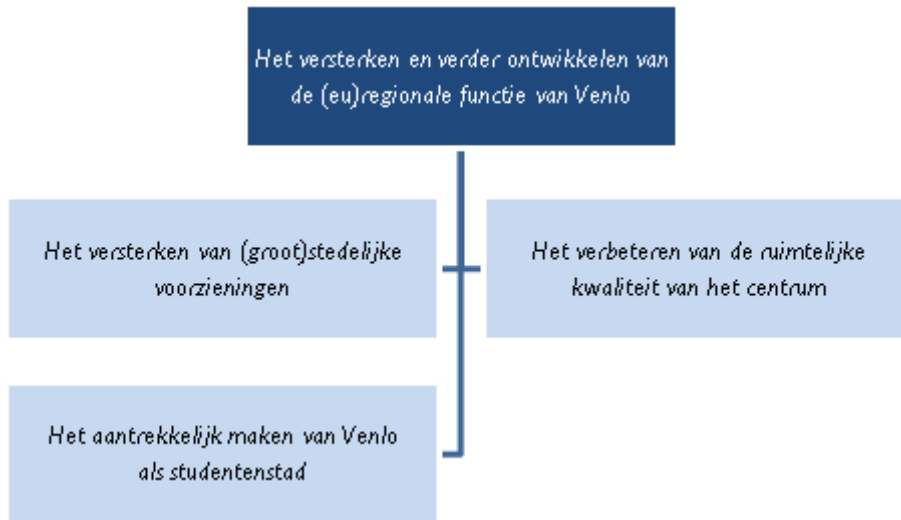 Het versterken en verder ontwikkelen van
de (eu)regionale functie van Venlo
Het versterken van (groot)stedelijke
voorzieningen
Het verbeteren van de ruimtelijke
kwaliteit van het centrum
Het aantrekkelijk maken van Venlo
als studentenstad